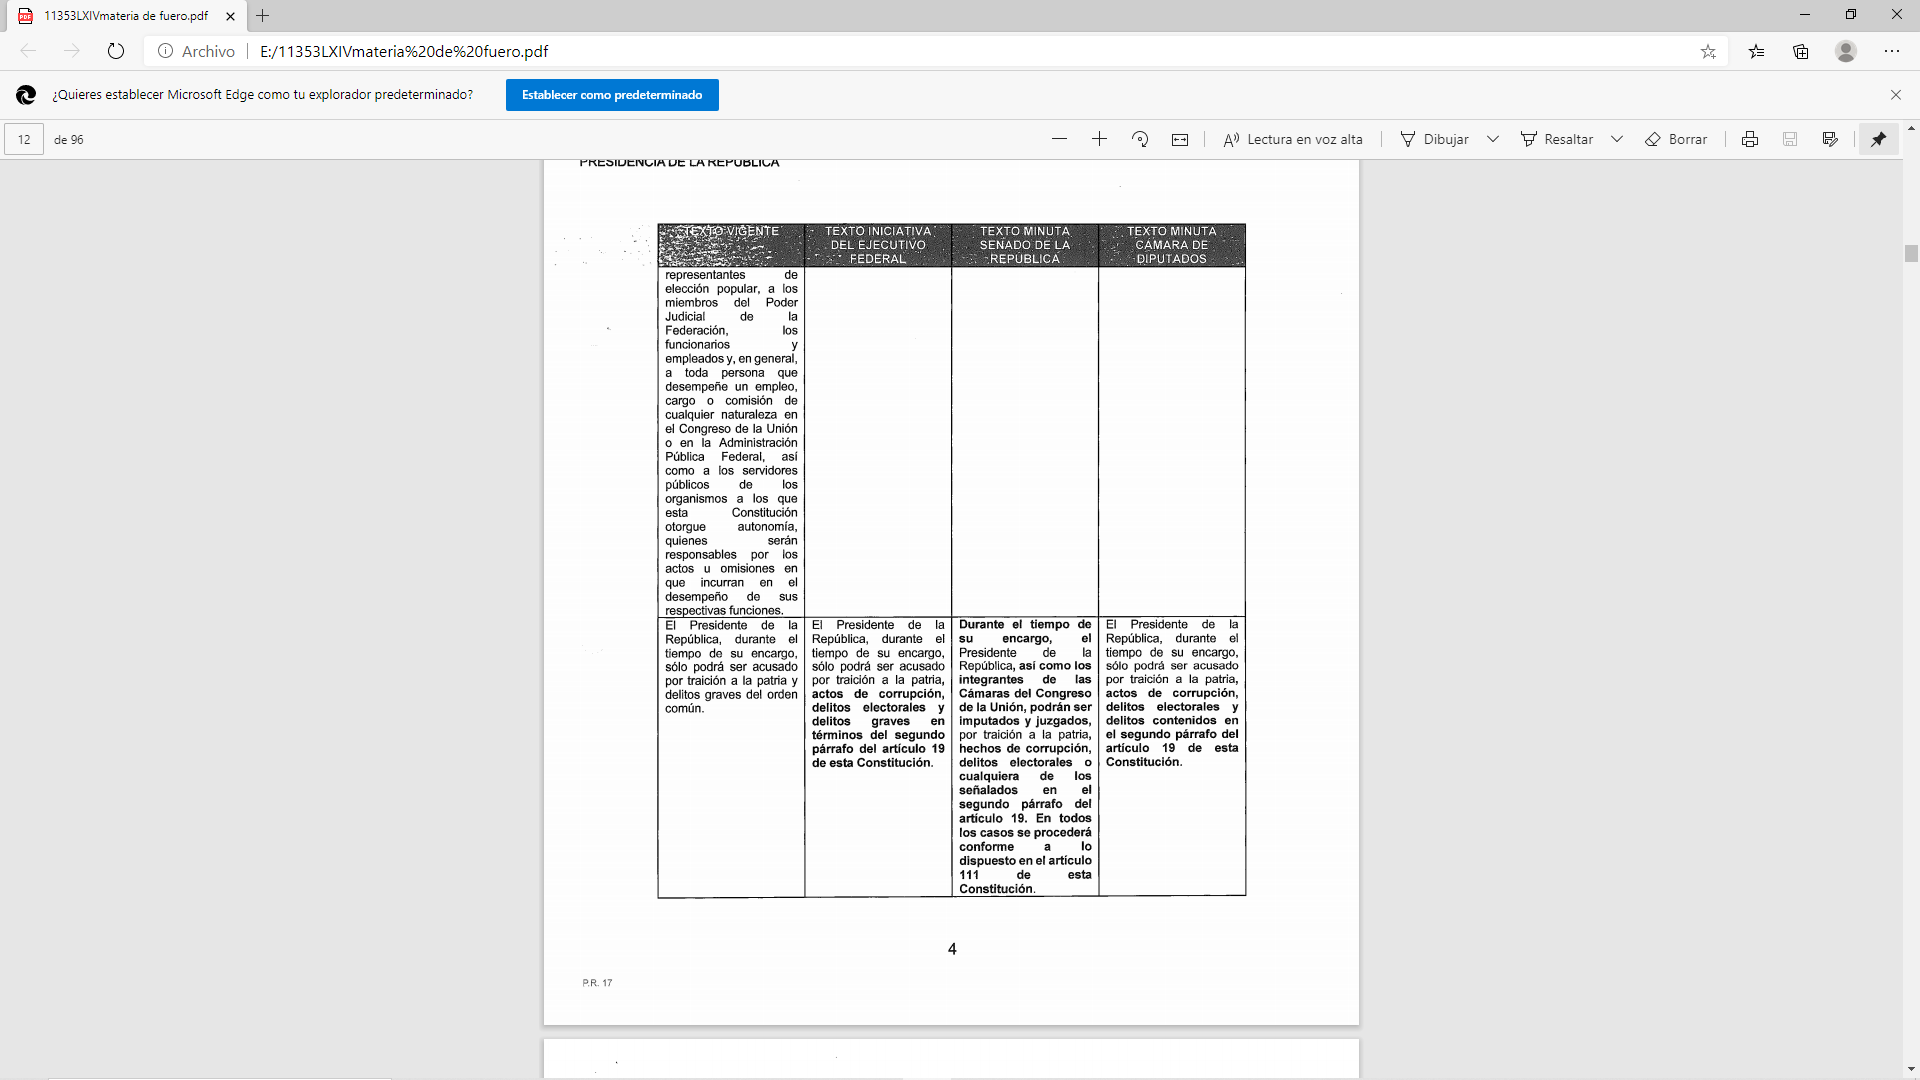 11353LXIVmateria de fuero.pdf
Archivo
E:/11353LXIVmateria%20de%20fuero.pdf
¿Quieres establecer Microsoft Edge como tu explorador predeterminado?
Establecer como predeterminado
12
de 96
Lectura en voz alta
Dibujar
Resaltar
Borrar
PRESIDENCIA DE LA REPÚBLICA
TEXTO VIGENTE
TEXTO INICIATIVA
DEL EJECUTIVO
FEDERAL
TEXTO MINUTA
SENADO DE LA
REPÚBLICA
TEXTO MINUTA
CÁMARA DE
DIPUTADOS
representantes de
elección popular, a los
miembros del Poder
Judicial de la
Federación, los
funcionarios y
empleados y, en general,
a toda persona que
desempeñe un empleo,
cargo o comisión de
cualquier naturaleza en
el Congreso de la Unión
o en la Administración
Pública Federal, así
como a los servidores
públicos de los
organismos a los que
esta Constitución
otorgue autonomía,
quienes serán
responsables por los
actos u omisiones en
que incurran en el
desempeño de sus
respectivas funciones.
El Presidente de la
República, durante el
tiempo de su encargo,
sólo podrá ser acusado
por traición a la patria y
delitos graves del orden
común.
El Presidente de la
República, durante el
tiempo de su encargo,
sólo podrá ser acusado
por traición a la patria,
actos de corrupción,
delitos electorales y
delitos graves en
términos del segundo
párrafo del artículo 19
de esta Constitución.
Durante el tiempo de
su encargo, el
Presidente de la
República, así como los
integrantes de las
Cámaras del Congreso
de la Unión, podrán ser
imputados y juzgados,
por traición a la patria,
hechos de corrupción,
delitos electorales o
cualquiera de los
señalados en el
segundo párrafo del
artículo 19. En todos
los casos se procederá
conforme a lo
dispuesto en el artículo
111 de esta
Constitución.
El Presidente de la
República, durante el
tiempo de su encargo,
sólo podrá ser acusado
por traición a la patria,
actos de corrupción,
delitos electorales y
delitos contenidos en
el segundo párrafo del
artículo 19 de esta
Constitución.
4
P.R. 17